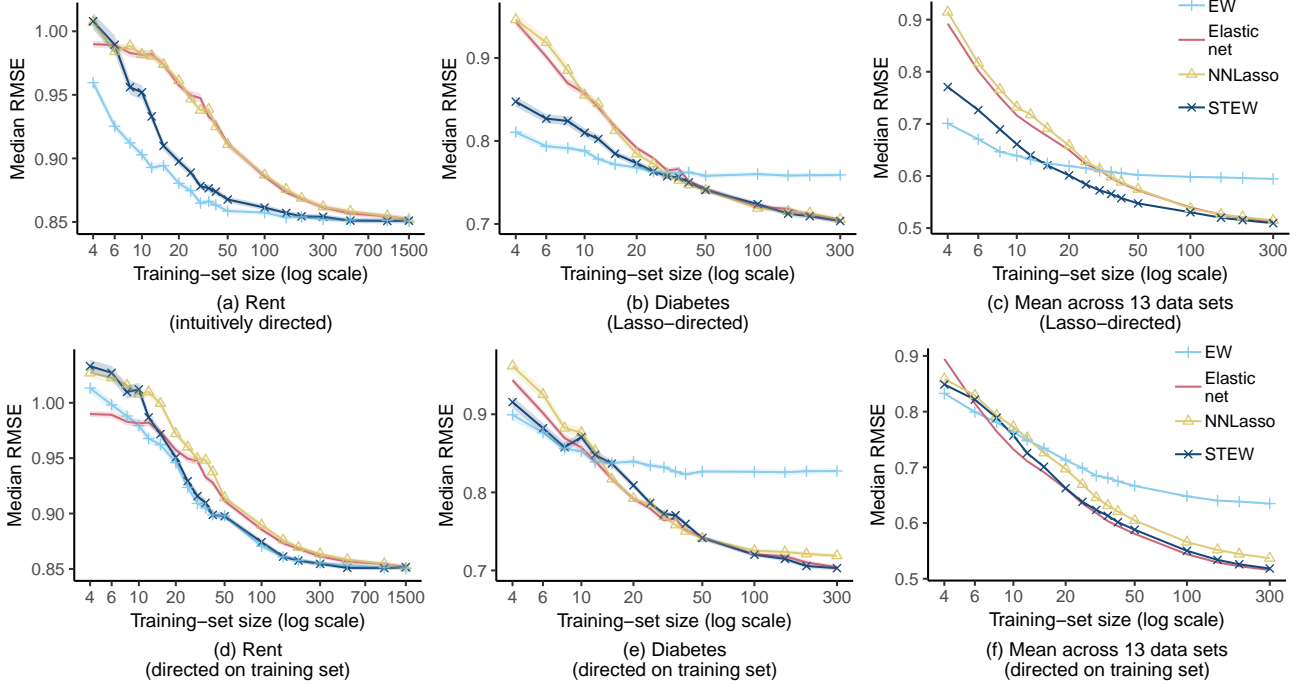 Median RMSE
1.00
0.95
0.90
0.85
4 6 10 20 50 100 300 700 1500
Training−set size (log scale)
(a) Rent
(intuitively directed)
Median RMSE
0.9
0.8
0.7
4 6 10 20 50 100 300
Training−set size (log scale)
(b) Diabetes
(Lasso−directed)
Median RMSE
0.9
0.8
0.7
0.6
0.5
4 6 10 20 50 100 300
Training−set size (log scale)
(c) Mean across 13 data sets
(Lasso−directed)
EW
Elastic
net
NNLasso
STEW
Median RMSE
1.00
0.95
0.90
0.85
4 6 10 20 50 100 300 700 1500
Training−set size (log scale)
(d) Rent
(directed on training set)
Median RMSE
0.9
0.8
0.7
4 6 10 20 50 100 300
Training−set size (log scale)
(e) Diabetes
(directed on training set)
Median RMSE
0.9
0.8
0.7
0.6
0.5
4 6 10 20 50 100 300
Training−set size (log scale)
(f) Mean across 13 data sets
(directed on training set)
EW
Elastic
net
NNLasso
STEW